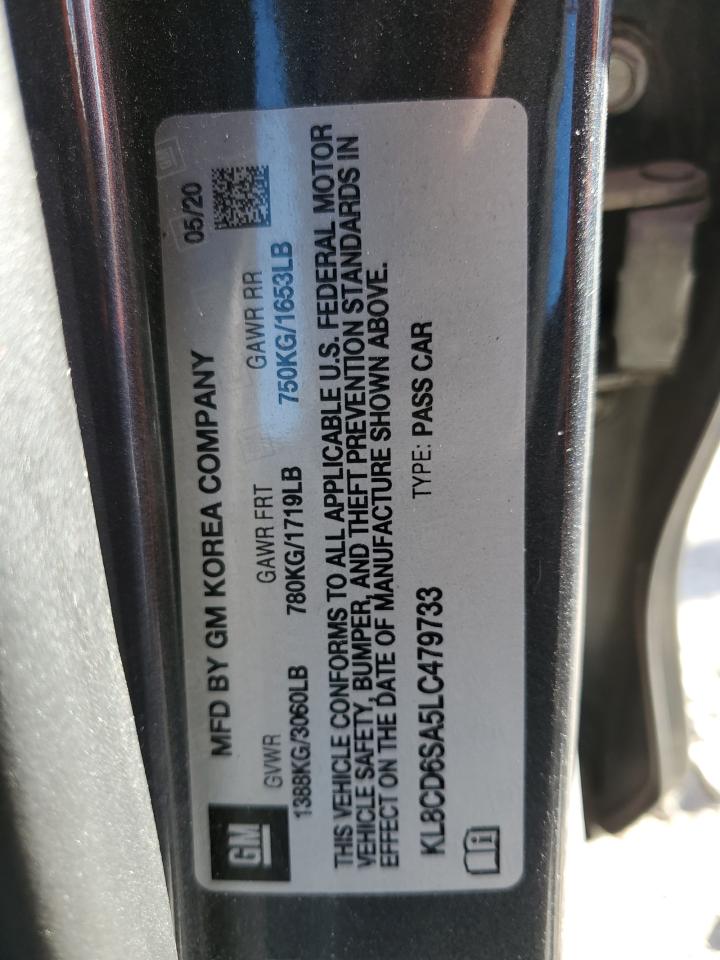 MFD BY GM KOREA COMPANY 05/20
GM
GVWR GAWR FRT GAWR RR
1388KG/3060LB 780KG/1719LB 750KG/1653LB
THIS VEHICLE CONFORMS TO ALL APPLICABLE U.S. FEDERAL MOTOR
VEHICLE SAFETY, BUMPER, AND THEFT PREVENTION STANDARDS IN
EFFECT ON THE DATE OF MANUFACTURE SHOWN ABOVE.
KL8CD6SA5LC479733 TYPE: PASS CAR